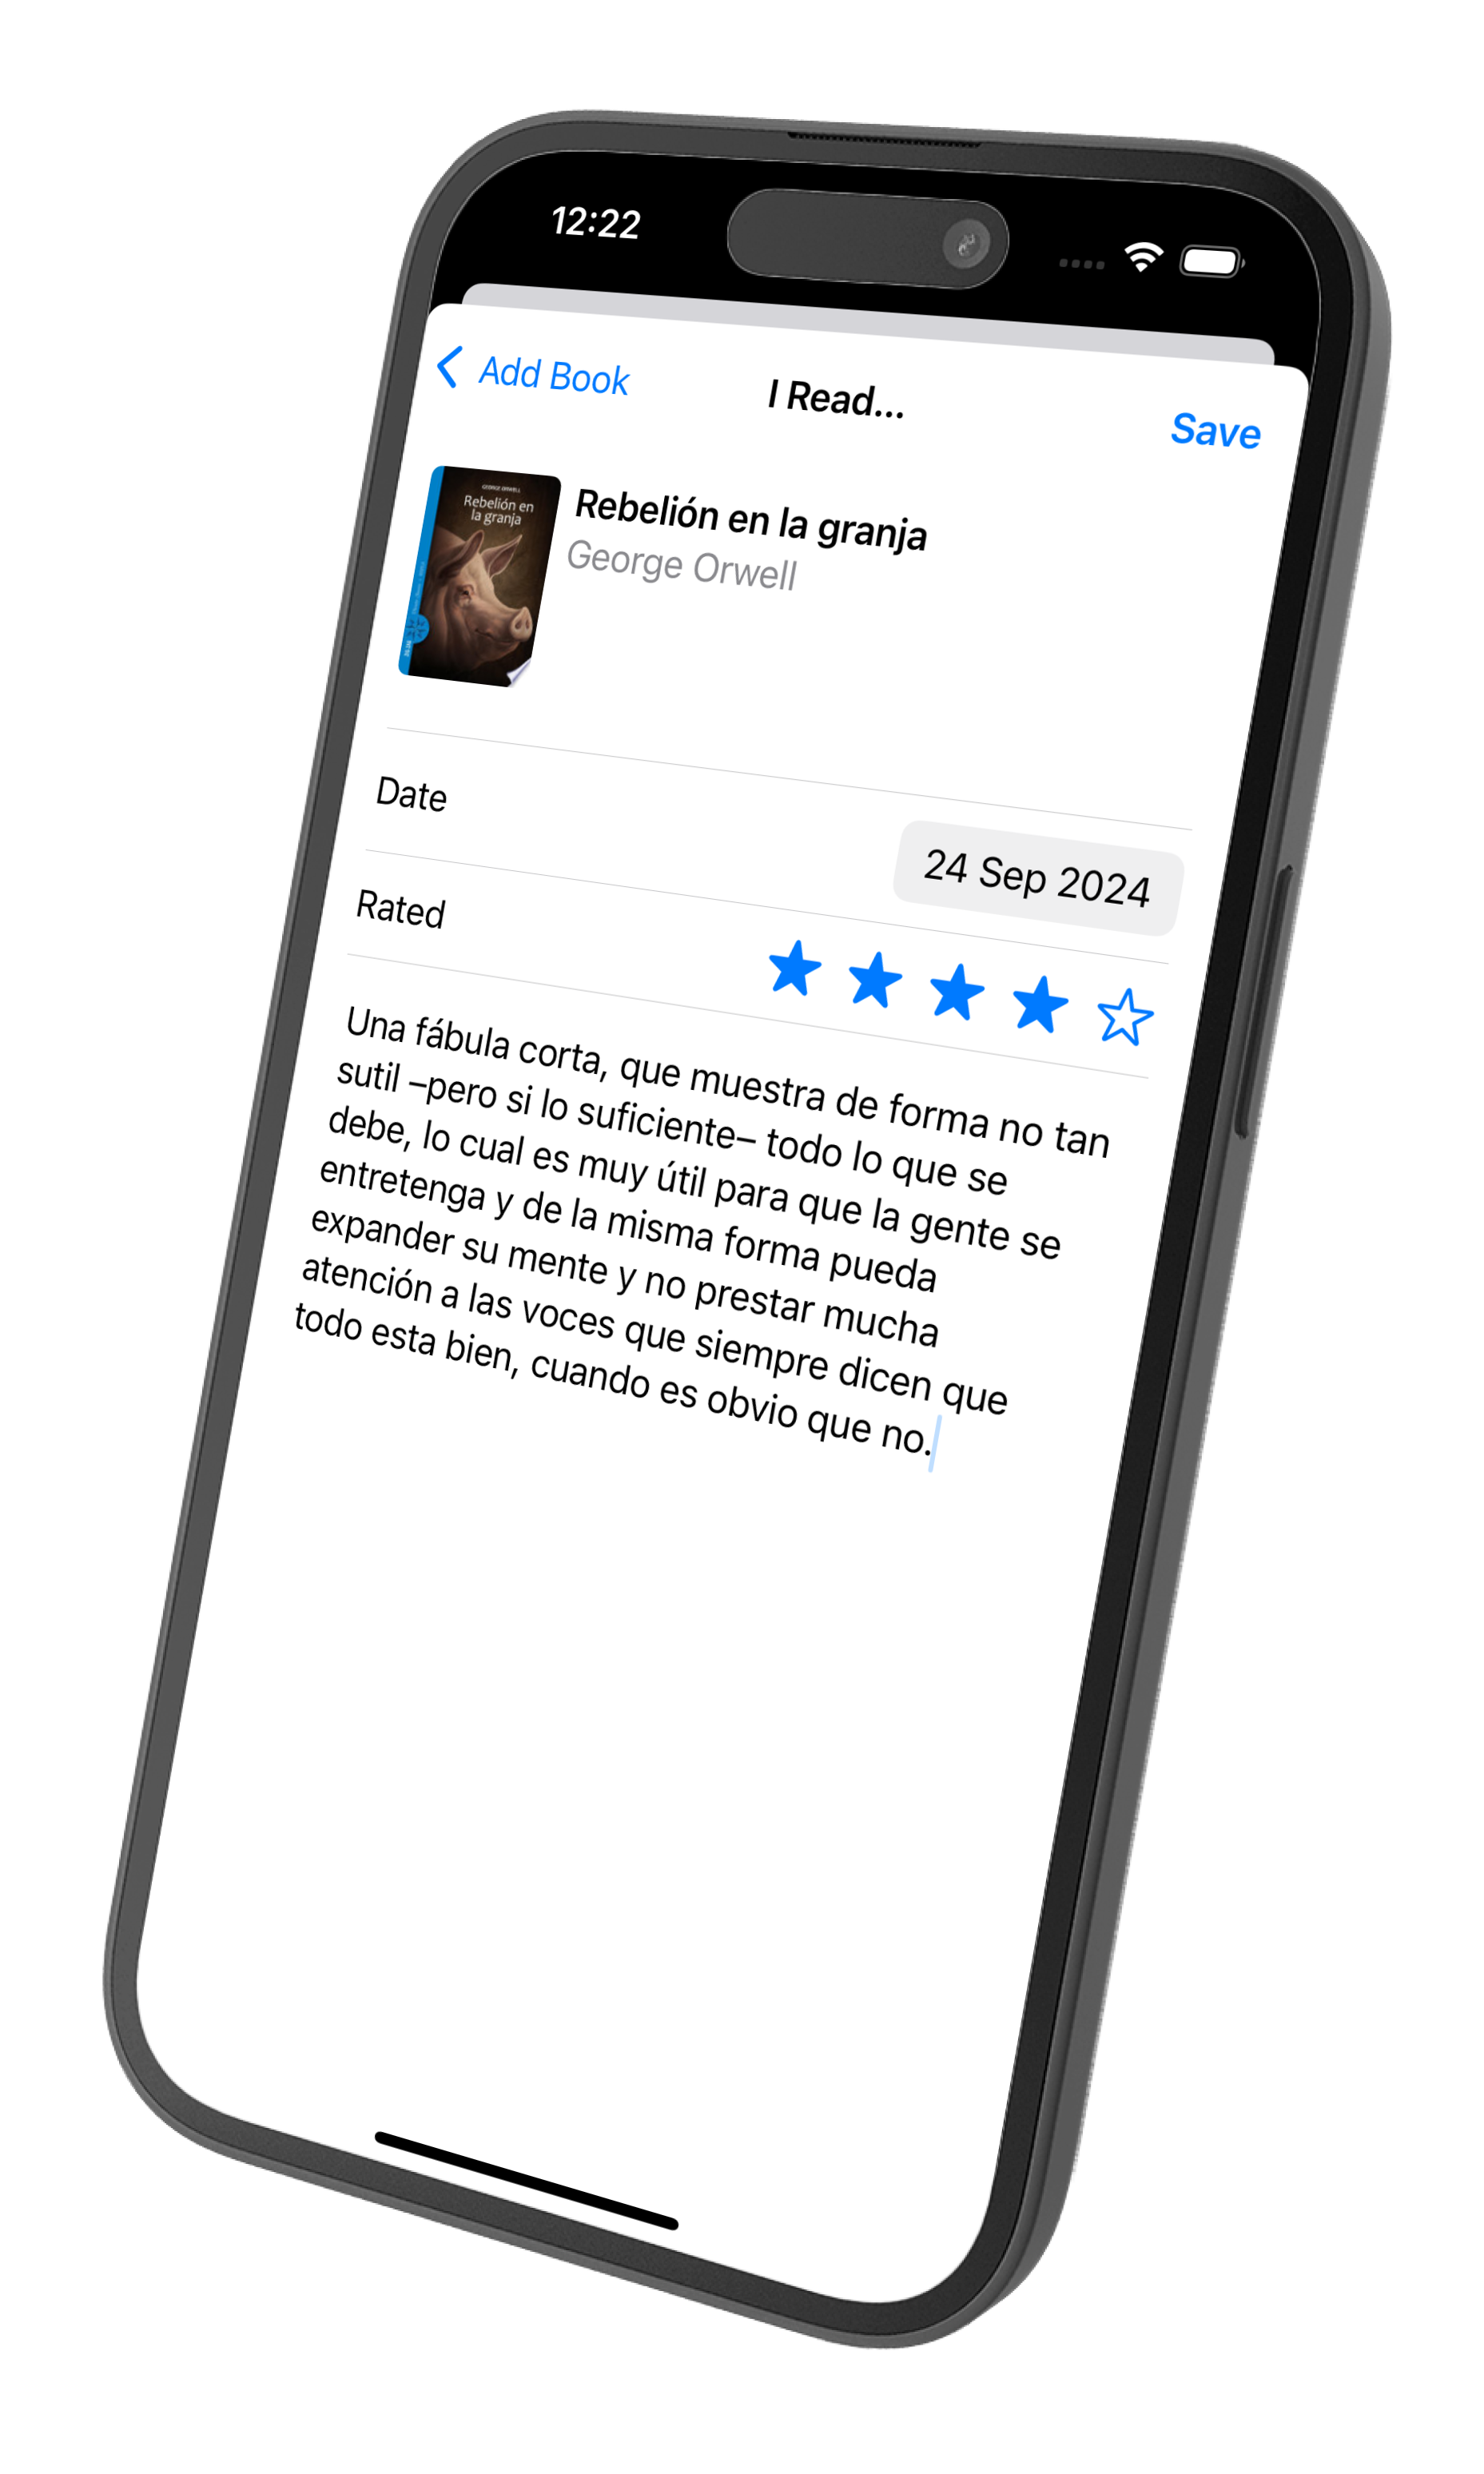 12:22
Add Book
I Read...
Save
GEORGE ORWELL
Rebelión en
la granja
Rebelión en la granja
George Orwell
Date
24 Sep 2024
Rated
Una fábula corta, que muestra de forma no tan
sutil –pero si lo suficiente– todo lo que se
debe, lo cual es muy útil para que la gente se
entretenga y de la misma forma pueda
expander su mente y no prestar mucha
atención a las voces que siempre dicen que
todo esta bien, cuando es obvio que no.